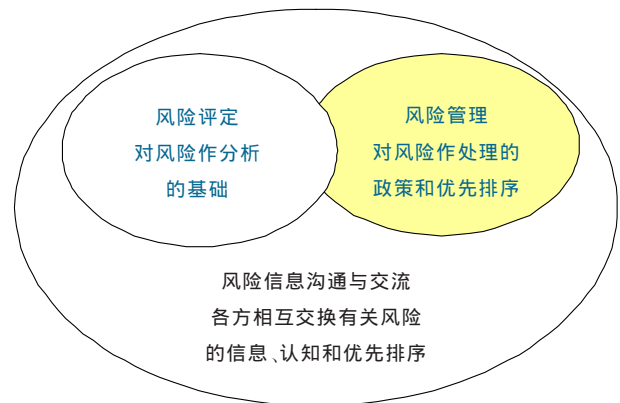 风险评定
对风险作分析
的基础
风险管理
对风险作处理的
政策和优先排序
风险信息沟通与交流
各方相互交换有关风险
的信息、认知和优先排序